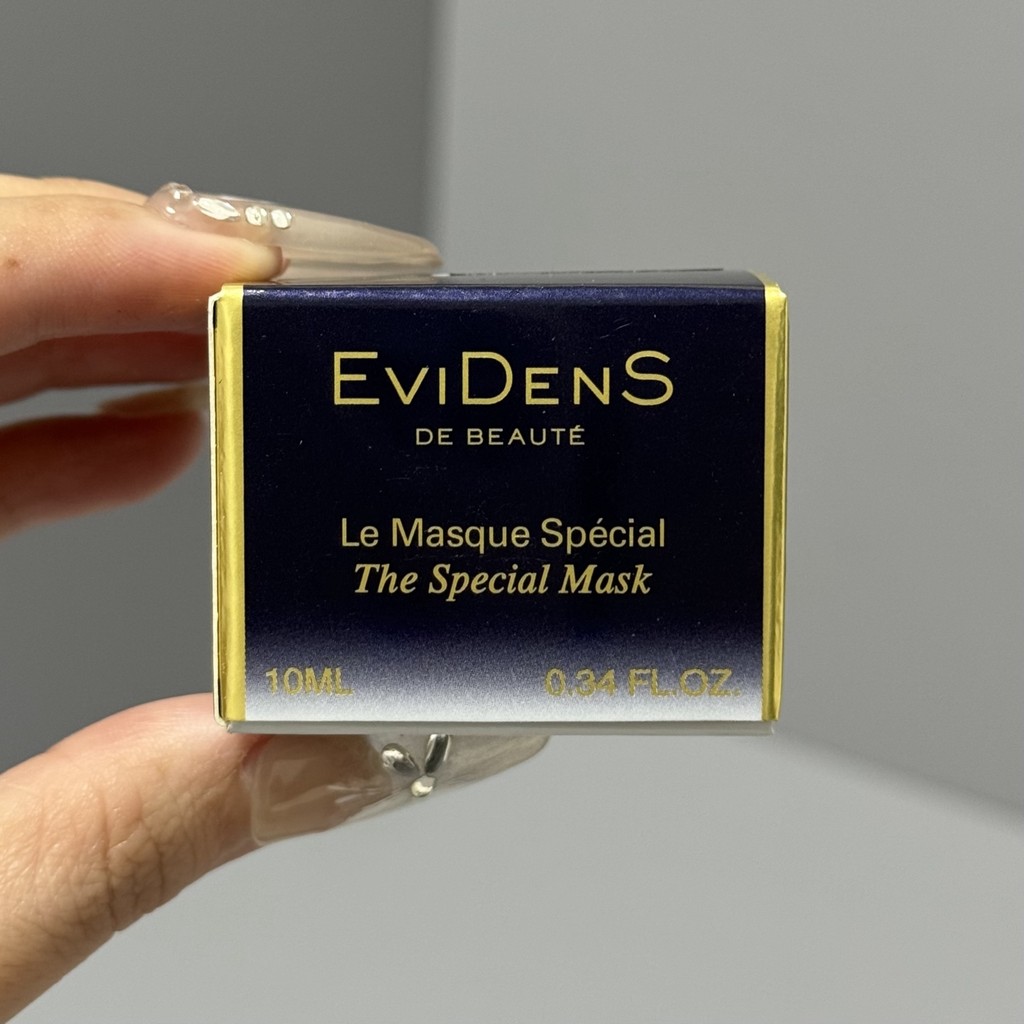 EviDenS
DE BEAUTÉ
Le Masque Spécial
The Special Mask
10ML 0.34 FL.OZ.